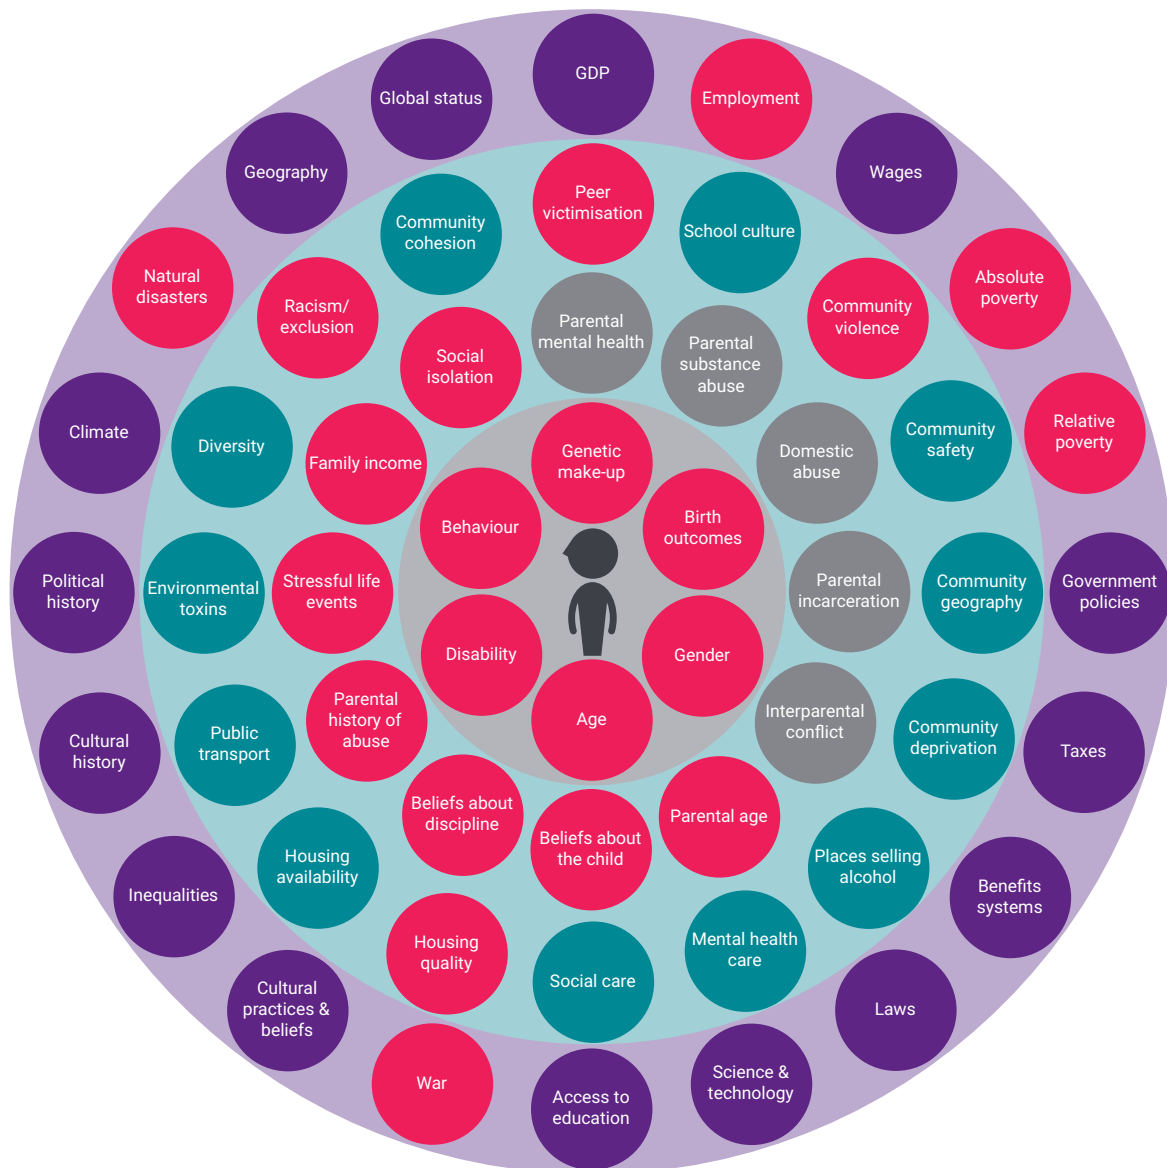 GDP
Global status
Employment
Geography
Wages
Peer
victimisation
Community
cohesion
School culture
Natural
disasters
Absolute
poverty
Racism/
exclusion
Community
violence
Parental
mental health
Parental
substance
abuse
Social
isolation
Climate
Relative
poverty
Diversity
Community
safety
Family income
Domestic
abuse
Genetic
make-up
Behaviour
Birth
outcomes
Political
history
Environmental
toxins
Stressful life
events
Parental
incarceration
Community
geography
Government
policies
Disability
Gender
Age
Parental
history of
abuse
Interparental
conflict
Public
transport
Community
deprivation
Cultural
history
Taxes
Beliefs about
discipline
Beliefs about
the child
Parental age
Housing
availability
Places selling
alcohol
Inequalities
Benefits
systems
Housing
quality
Mental health
care
Social care
Cultural
practices &
beliefs
Laws
War
Science &
technology
Access to
education